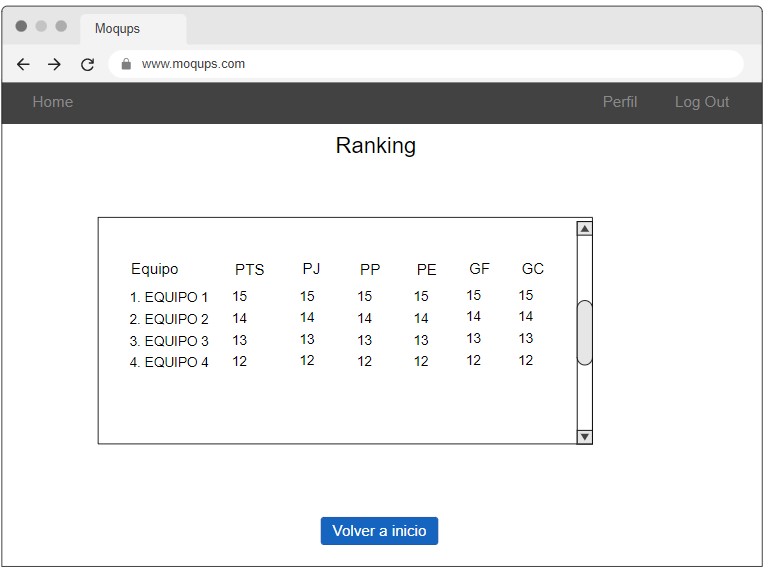 Moqups
www.moqups.com
Home Perfil Log Out
Ranking
Equipo PTS PJ PP PE GF GC
1. EQUIPO 1 15 15 15 15 15 15
2. EQUIPO 2 14 14 14 14 14 14
3. EQUIPO 3 13 13 13 13 13 13
4. EQUIPO 4 12 12 12 12 12 12
Volver a inicio